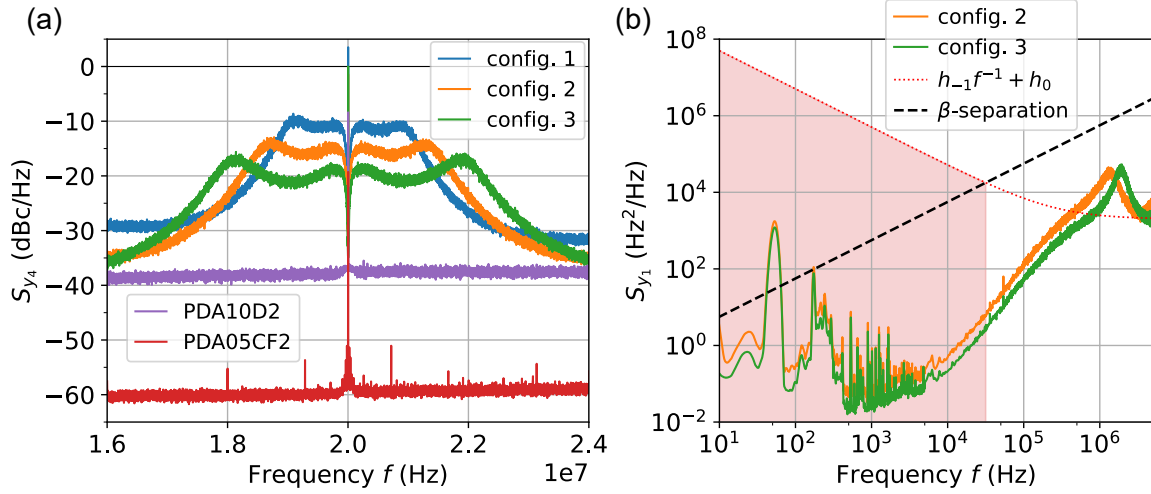 (a)
config. 1
config. 2
config. 3
PDA10D2
PDA05CF2
0
−10
−20
−30
−40
−50
−60
S_{y_4} (dBc/Hz)
1.6 1.8 2.0 2.2 2.4
1e7
Frequency f (Hz)
(b)
config. 2
config. 3
h_{−1}f^{−1} + h_0
β-separation
10^8
10^6
10^4
10^2
10^0
10^{−2}
S_{y_1} (Hz^2/Hz)
10^1 10^2 10^3 10^4 10^5 10^6
Frequency f (Hz)